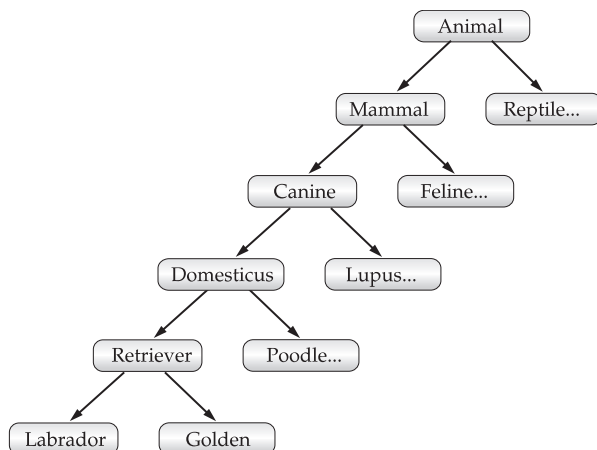 Animal
Mammal
Reptile...
Canine
Feline...
Domesticus
Lupus...
Retriever
Poodle...
Labrador
Golden